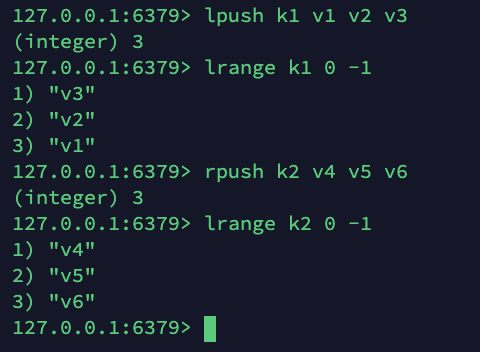 127.0.0.1:6379> lpush k1 v1 v2 v3
(integer) 3
127.0.0.1:6379> lrange k1 0 -1
1) "v3"
2) "v2"
3) "v1"
127.0.0.1:6379> rpush k2 v4 v5 v6
(integer) 3
127.0.0.1:6379> lrange k2 0 -1
1) "v4"
2) "v5"
3) "v6"
127.0.0.1:6379>